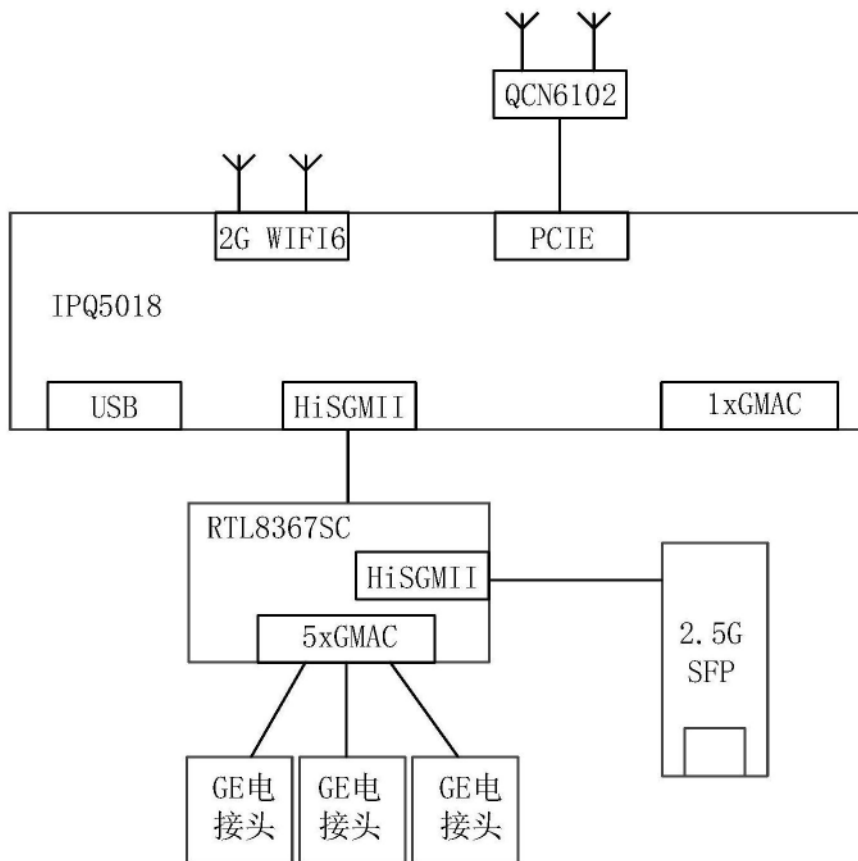 QCN6102
2G WIFI6
PCIE
IPQ5018
USB
HiSGMII
1xGMAC
RTL8367SC
HiSGMII
5xGMAC
2.5G
SFP
GE电
接头
GE电
接头
GE电
接头